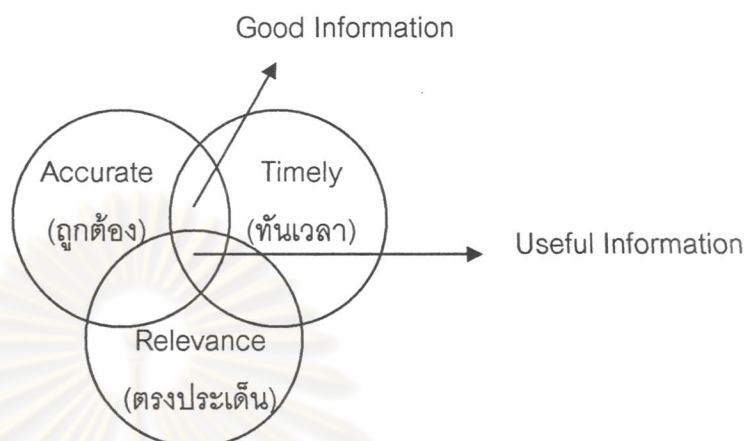 Good Information
Accurate
(ถูกต้อง)
Timely
(ทันเวลา)
Useful Information
Relevance
(ตรงประเด็น)